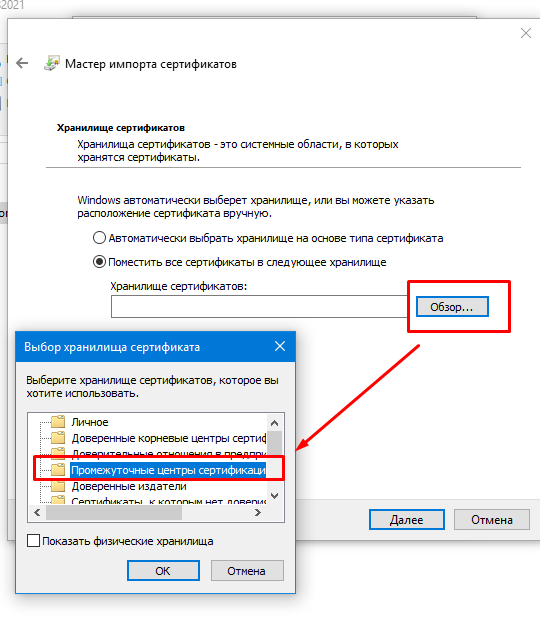 2021
Мастер импорта сертификатов
Хранилище сертификатов
Хранилища сертификатов - это системные области, в которых
хранятся сертификаты.
Windows автоматически выберет хранилище, или вы можете указать
расположение сертификата вручную.
Автоматически выбрать хранилище на основе типа сертификата
Поместить все сертификаты в следующее хранилище
Хранилище сертификатов:
Обзор...
Выбор хранилища сертификата
Выберите хранилище сертификатов, которое вы
хотите использовать.
Личное
Доверенные корневые центры сертиф
Доверительные отношения в предпри
Промежуточные центры сертификаци
Доверенные издатели
Сертификаты, к которым нет довери
Показать физические хранилища
ОК
Отмена
Далее
Отмена